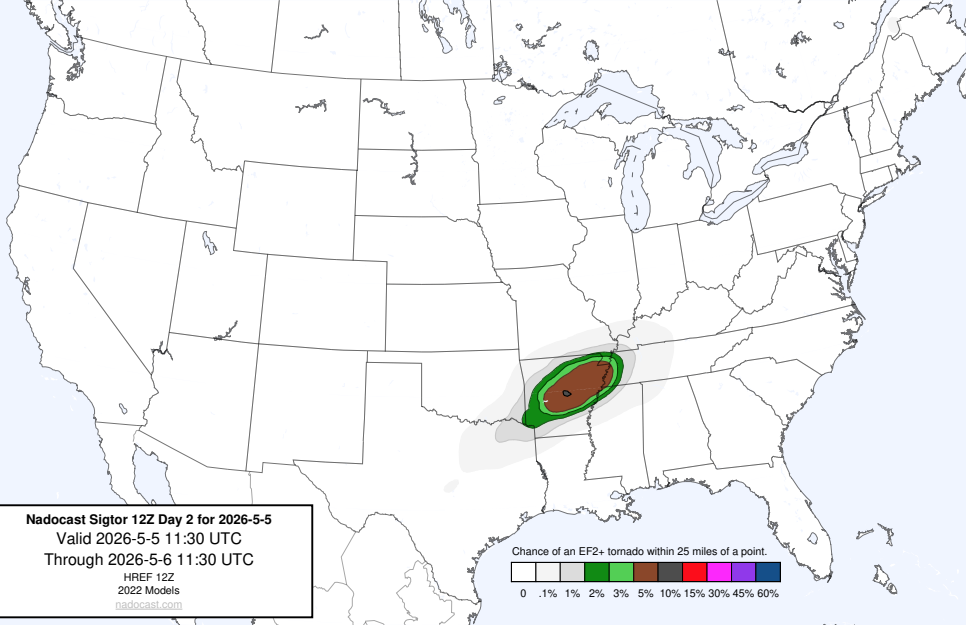 Nadocast Sigtor 12Z Day 2 for 2026-5-5
Valid 2026-5-5 11:30 UTC
Through 2026-5-6 11:30 UTC
HREF 12Z
2022 Models
nadocast.com
Chance of an EF2+ tornado within 25 miles of a point.
0 .1% 1% 2% 3% 5% 10% 15% 30% 45% 60%